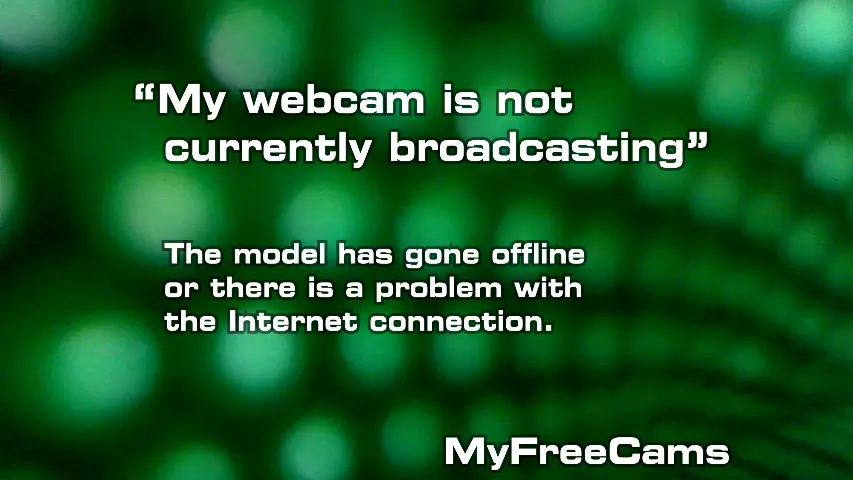 “My webcam is not
currently broadcasting”
The model has gone offline
or there is a problem with
the Internet connection.
MyFreeCams